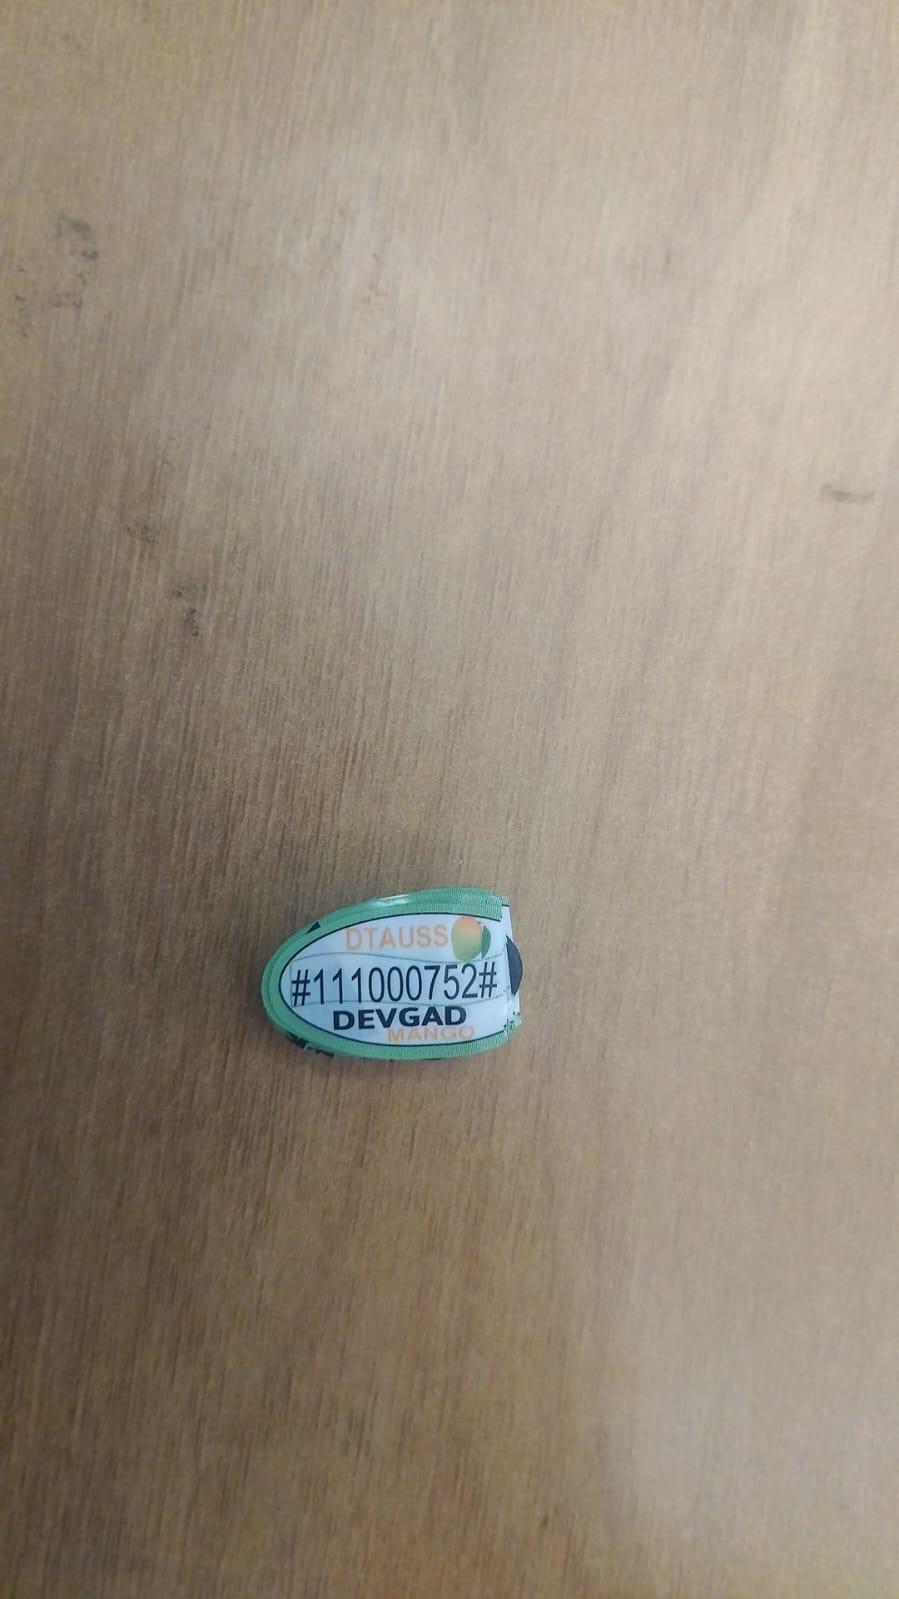 DTAUSS
#111000752#
DEVGAD
MANGO